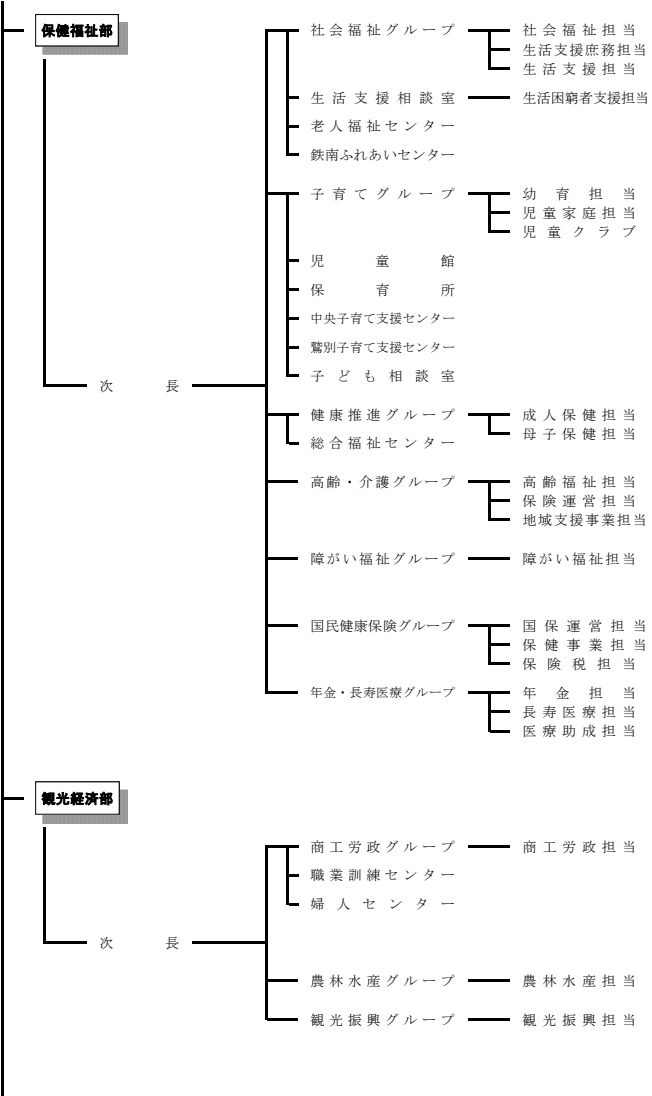 保健福祉部
社会福祉グループ 社会福祉担当
生活支援庶務担当
生活支援担当
生活支援相談室 生活困窮者支援担当
老人福祉センター
鉄南ふれあいセンター
子育てグループ 幼育担当
児童家庭担当
児童クラブ
児童館
保育所
中央子育て支援センター
鷲別子育て支援センター
子ども相談室
次長
健康推進グループ 成人保健担当
母子保健担当
総合福祉センター
高齢・介護グループ 高齢福祉担当
保険運営担当
地域支援事業担当
障がい福祉グループ 障がい福祉担当
国民健康保険グループ 国保運営担当
保健事業担当
保険税担当
年金・長寿医療グループ 年金担当
長寿医療担当
医療助成担当
観光経済部
商工労政グループ 商工労政担当
職業訓練センター
婦人センター
次長
農林水産グループ 農林水産担当
観光振興グループ 観光振興担当